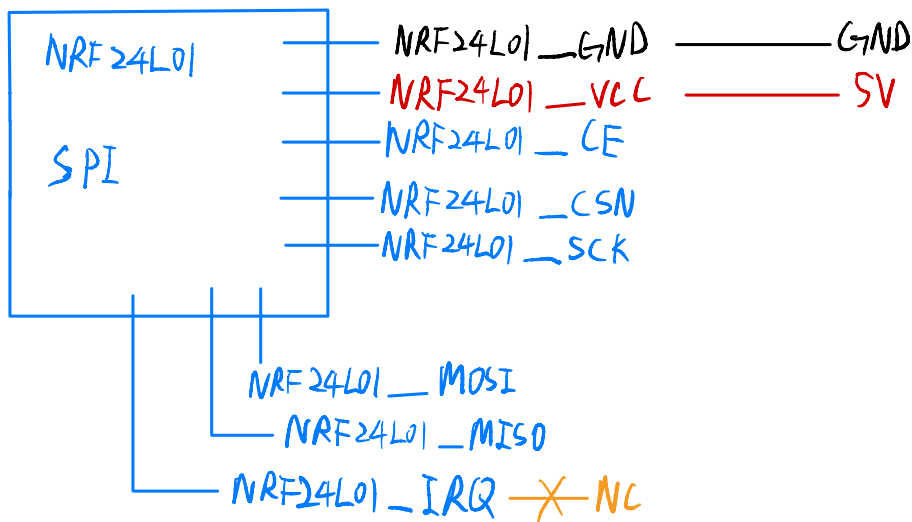 NRF24L01
SPI
NRF24L01_GND GND
NRF24L01_VCC 5V
NRF24L01_CE
NRF24L01_CSN
NRF24L01_SCK
NRF24L01_MOSI
NRF24L01_MISO
NRF24L01_IRQ NC